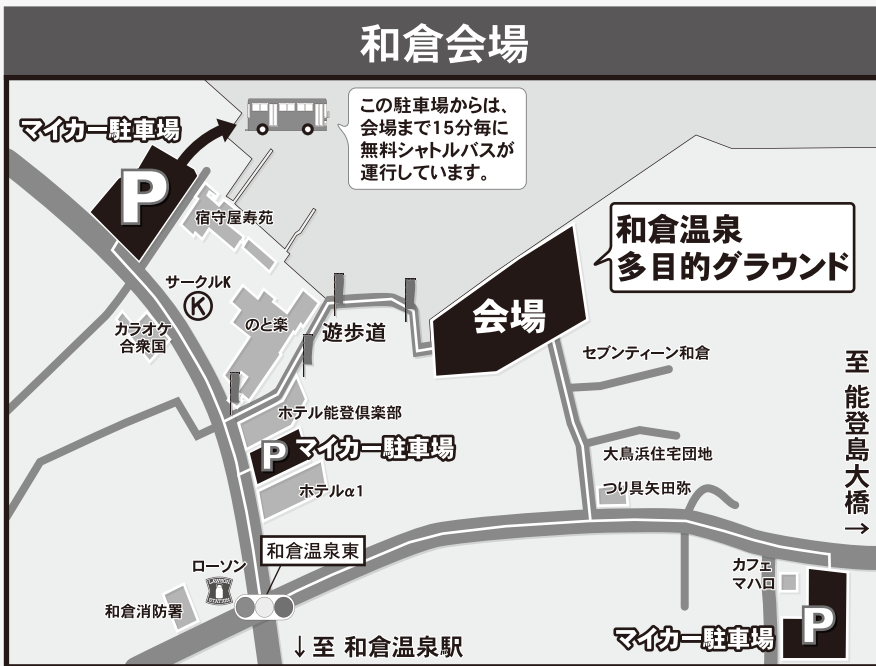 和倉会場
この駐車場からは、
会場まで15分毎に
無料シャトルバスが
運行しています。
マイカー駐車場
P
宿守屋寿苑
和倉温泉
多目的グラウンド
サークルK
K
カラオケ
合衆国
のと楽
遊歩道
会場
セブンティーン和倉
至 能登島大橋→
ホテル能登倶楽部
P マイカー駐車場
大鳥浜住宅団地
ホテルα1
つり具矢田弥
和倉温泉東
ローソン
LAWSON
STATION
カフェ
マハロ
和倉消防署
マイカー駐車場
P
↓至 和倉温泉駅